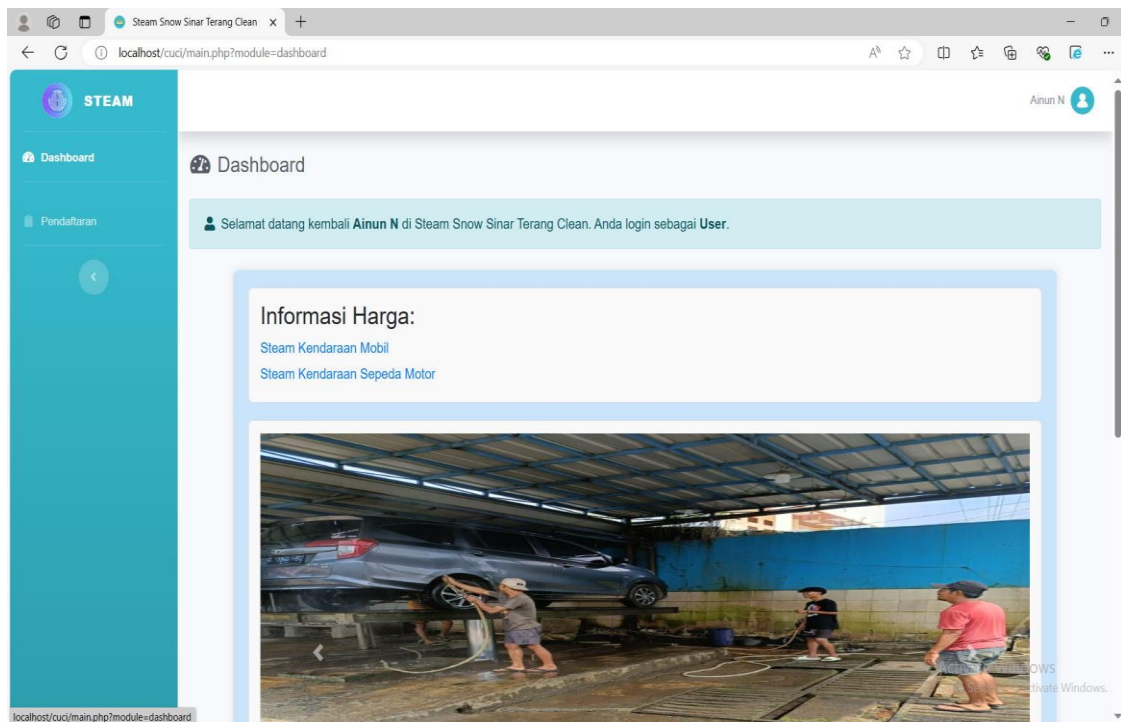 Steam Snow Sinar Terang Clean
localhost/cuci/main.php?module=dashboard
STEAM
Ainun N
Dashboard
Dashboard
Pendaftaran
Selamat datang kembali Ainun N di Steam Snow Sinar Terang Clean. Anda login sebagai User.
Informasi Harga:
Steam Kendaraan Mobil
Steam Kendaraan Sepeda Motor
localhost/cuci/main.php?module=dashboard